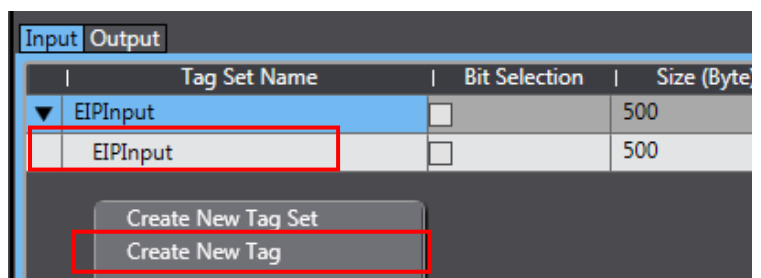 Input Output
Tag Set Name Bit Selection Size (Byte)
EIPInput 500
EIPInput 500
Create New Tag Set
Create New Tag